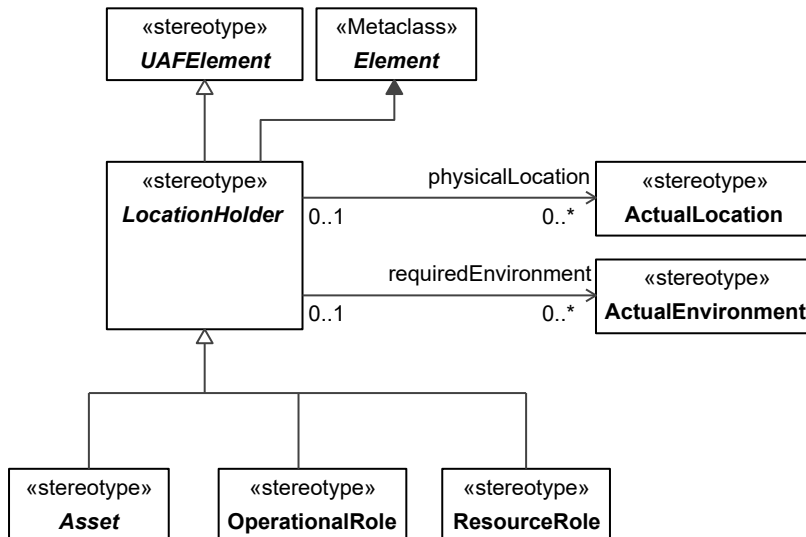 «stereotype»
UAFElement
«Metaclass»
Element
«stereotype»
LocationHolder
physicalLocation
0..1
0..*
«stereotype»
ActualLocation
requiredEnvironment
0..1
0..*
«stereotype»
ActualEnvironment
«stereotype»
Asset
«stereotype»
OperationalRole
«stereotype»
ResourceRole